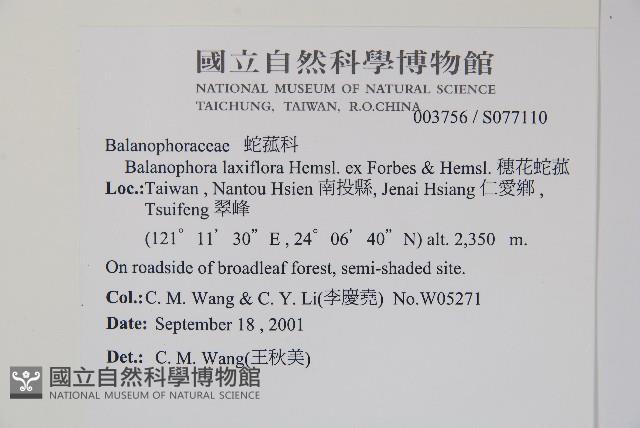 國立自然科學博物館
NATIONAL MUSEUM OF NATURAL SCIENCE
TAICHUNG, TAIWAN, R.O.CHINA
003756 / S077110
Balanophoraceae 蛇菰科
Balanophora laxiflora Hemsl. ex Forbes & Hemsl. 穗花蛇菰
Loc.:Taiwan , Nantou Hsien 南投縣, Jenai Hsiang 仁愛鄉 ,
Tsuifeng 翠峰
(121° 11’ 30” E , 24° 06’ 40” N) alt. 2,350 m.
On roadside of broadleaf forest, semi-shaded site.
Col.: C. M. Wang & C. Y. Li(李慶堯) No.W05271
Date: September 18 , 2001
Det.: C. M. Wang(王秋美)
國立自然科學博物館
NATIONAL MUSEUM OF NATURAL SCIENCE